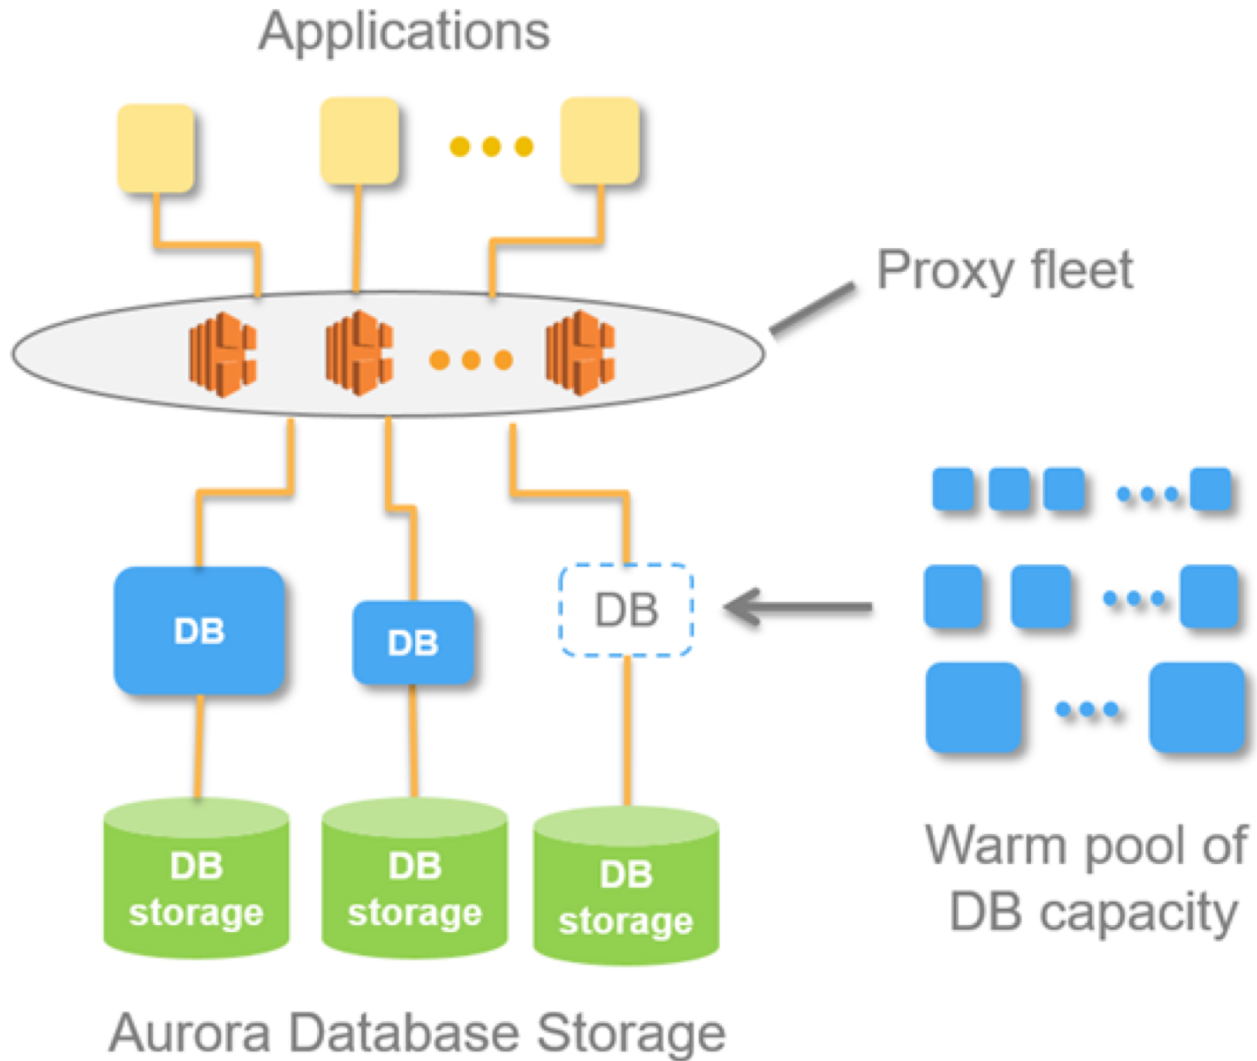 Applications
Proxy fleet
DB
DB
DB
DB
storage
DB
storage
DB
storage
Warm pool of
DB capacity
Aurora Database Storage